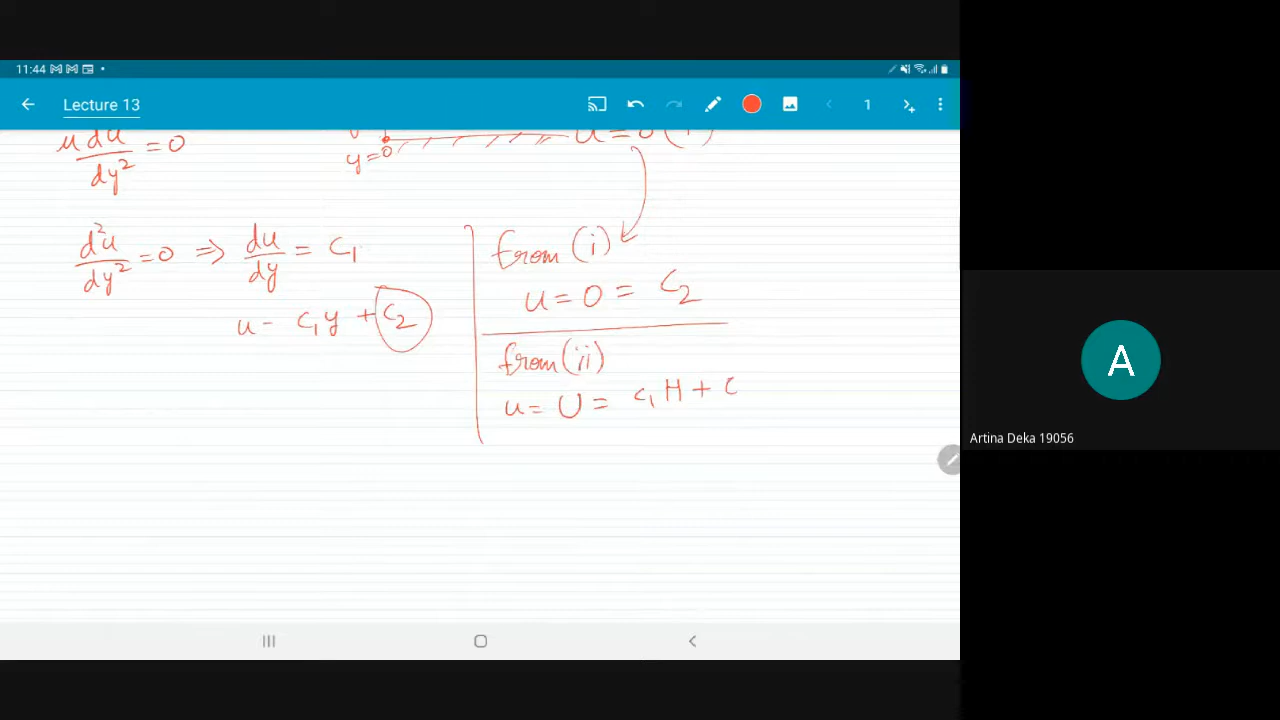 11:44
Lecture 13
1
μ d²u/dy² = 0
y=0
u = 0 (i)
d²u/dy² = 0 ⇒ du/dy = C₁
u = C₁y + C₂
from (i)
u = 0 = C₂
from (ii)
u = U = C₁H + C
A
Artina Deka 19056